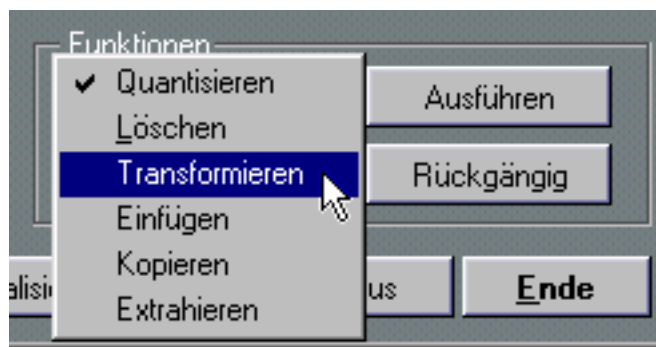 Funktionen
Quantisieren
Ausführen
Löschen
Transformieren
Rückgängig
Einfügen
Kopieren
Extrahieren
Ende